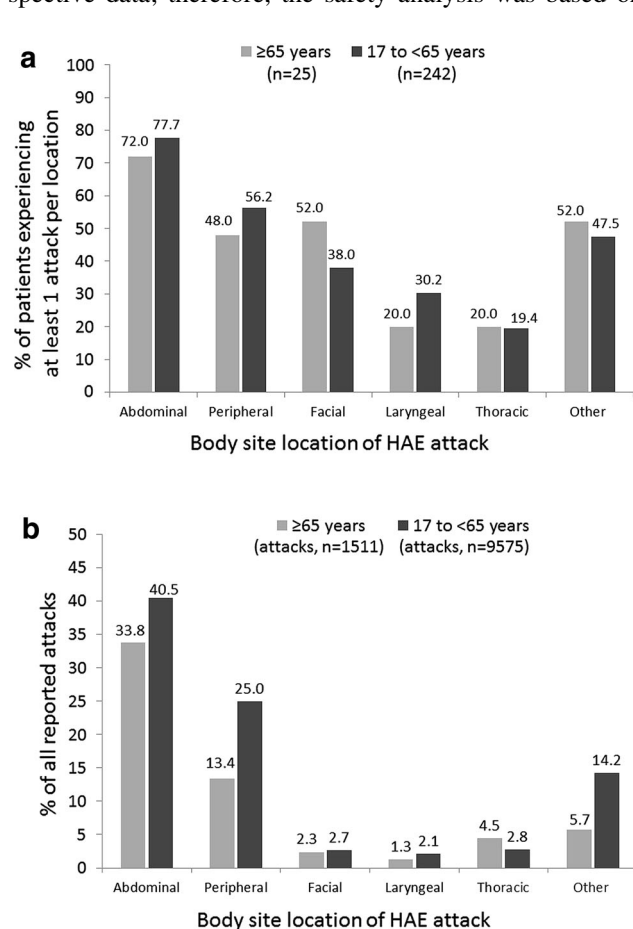 spective data; therefore, the safety analysis was based on
a
≥65 years 17 to <65 years
(n=25) (n=242)
% of patients experiencing
at least 1 attack per location
100
90
80
70
60
50
40
30
20
10
0
72.0 77.7
48.0 56.2
52.0 38.0
20.0 30.2
20.0 19.4
52.0 47.5
Abdominal Peripheral Facial Laryngeal Thoracic Other
Body site location of HAE attack
b
≥65 years 17 to <65 years
(attacks, n=1511) (attacks, n=9575)
% of all reported attacks
50
45
40
35
30
25
20
15
10
5
0
33.8 40.5
13.4 25.0
2.3 2.7
1.3 2.1
4.5 2.8
5.7 14.2
Abdominal Peripheral Facial Laryngeal Thoracic Other
Body site location of HAE attack